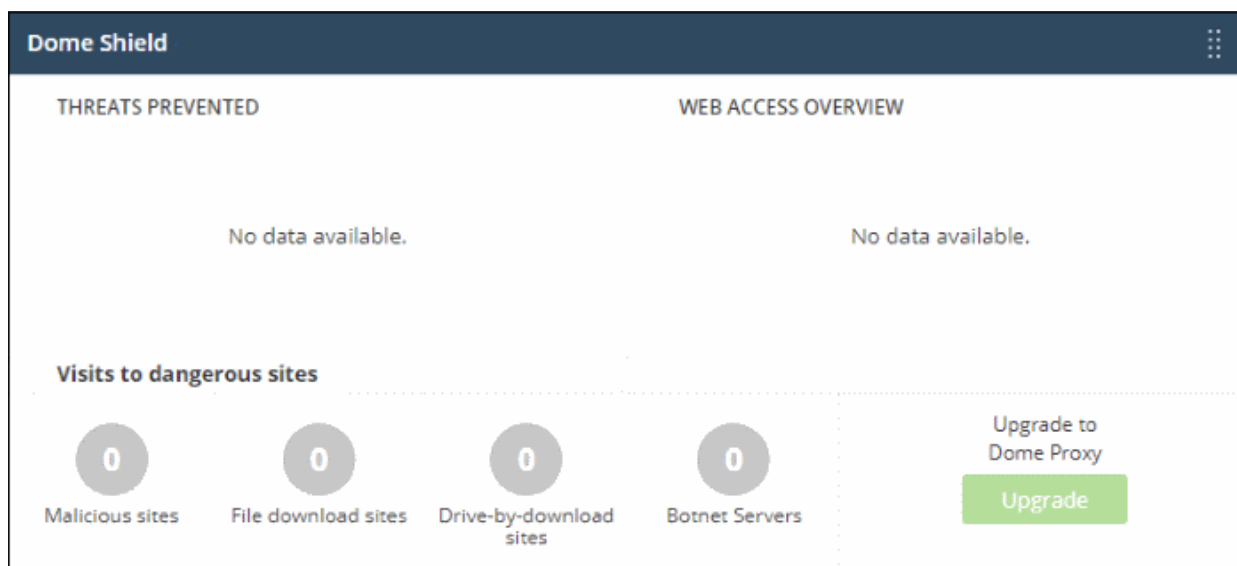 Dome Shield
THREATS PREVENTED
WEB ACCESS OVERVIEW
No data available.
No data available.
Visits to dangerous sites
0
Malicious sites
0
File download sites
0
Drive-by-download
sites
0
Botnet Servers
Upgrade to
Dome Proxy
Upgrade